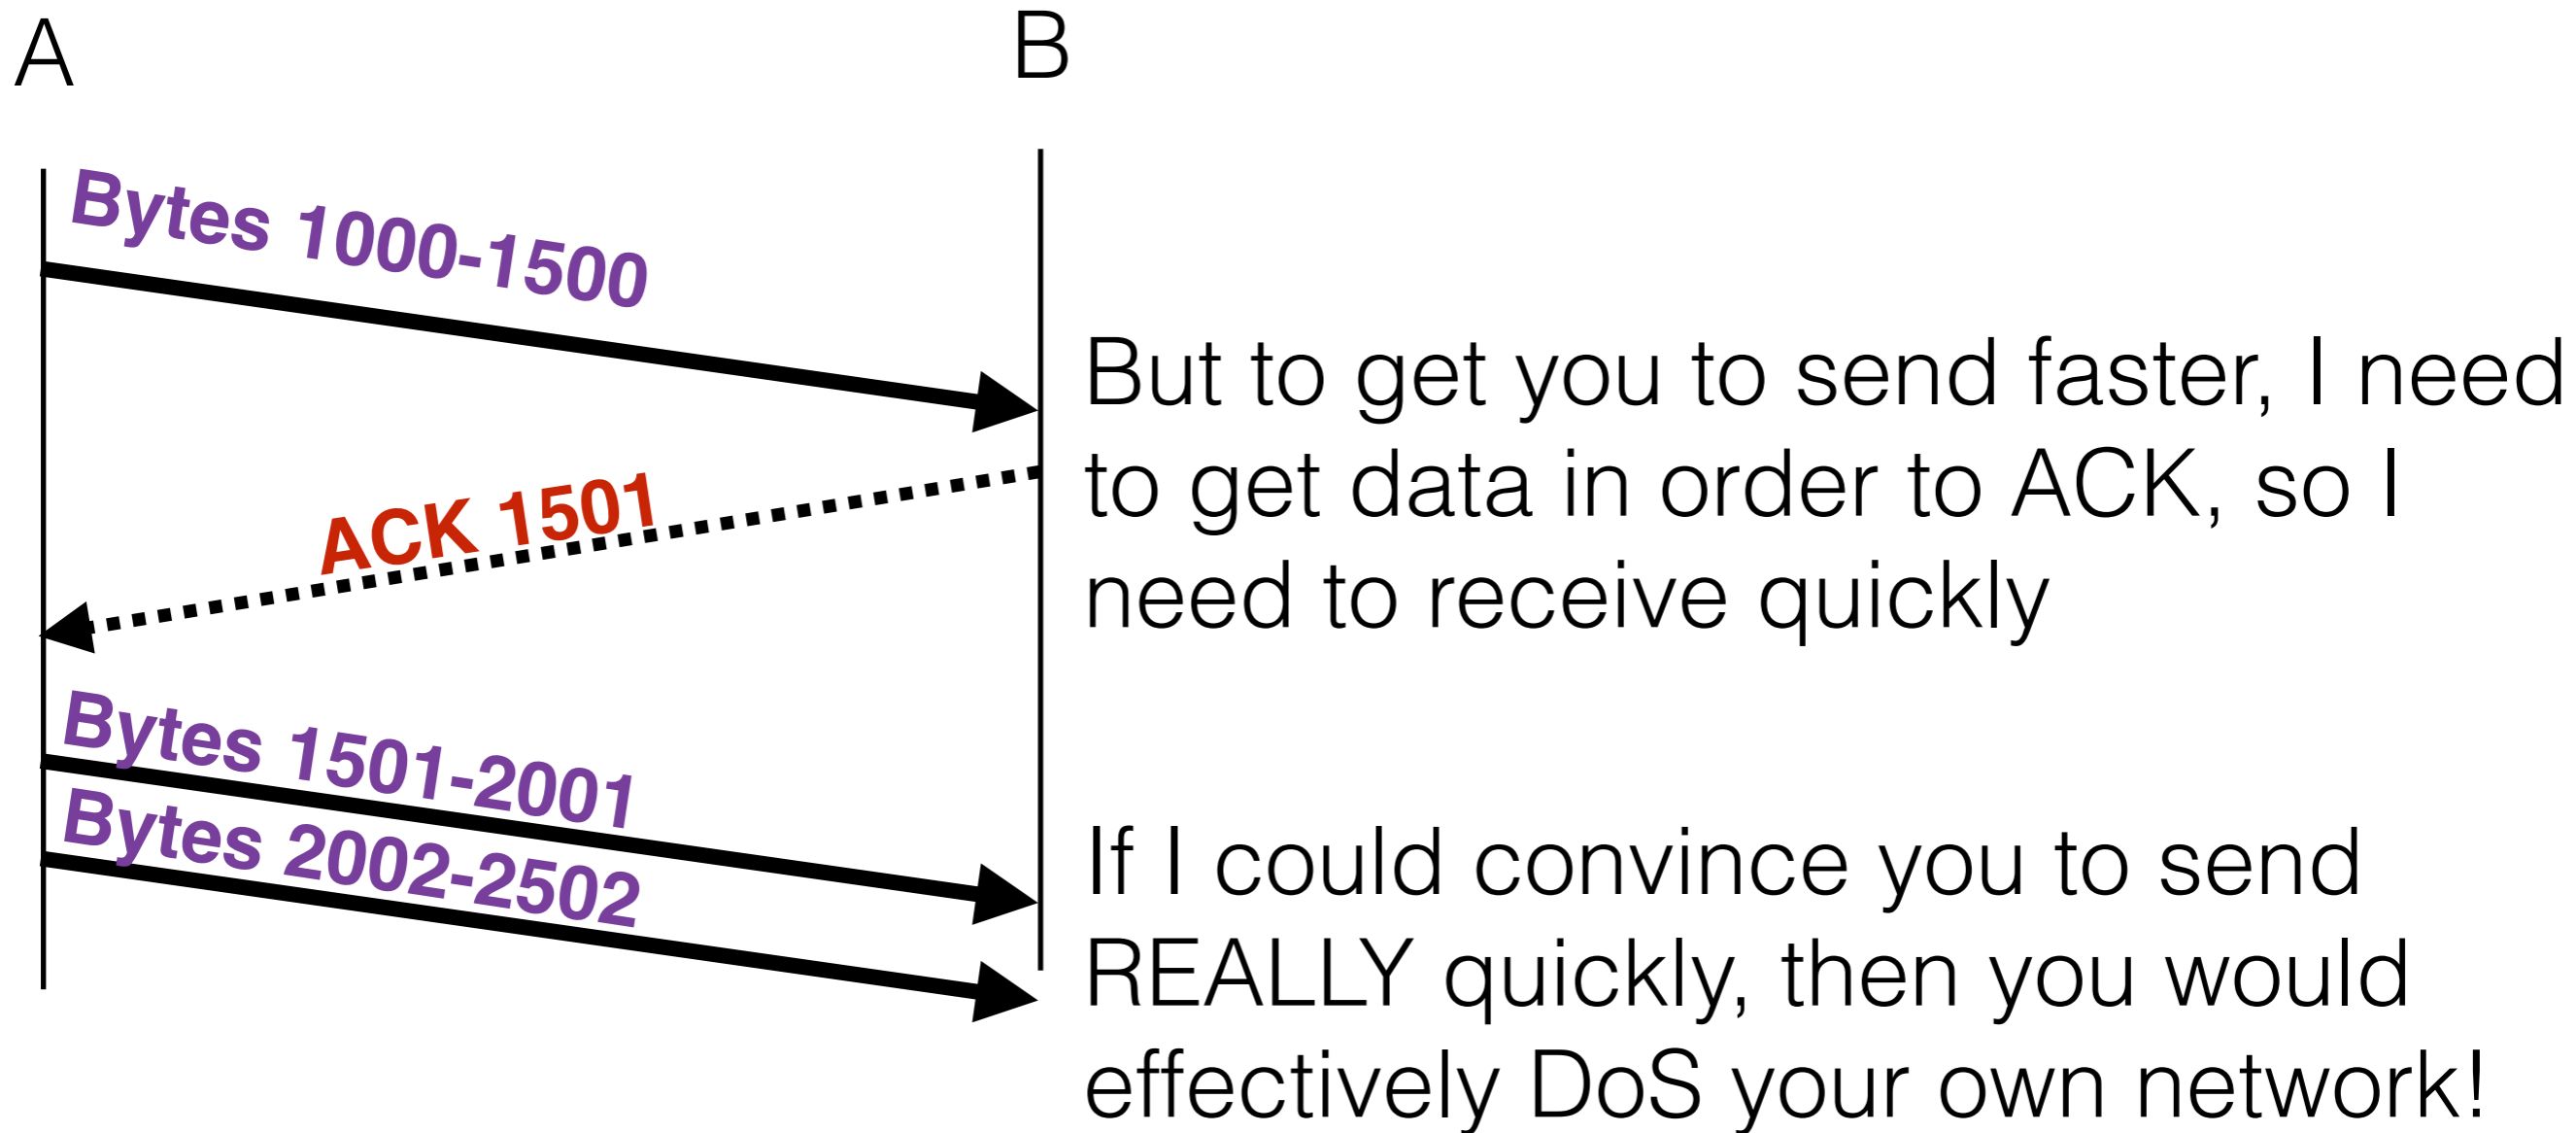 A
B
Bytes 1000-1500
But to get you to send faster, I need
to get data in order to ACK, so I
need to receive quickly
ACK 1501
Bytes 1501-2001
Bytes 2002-2502
If I could convince you to send
REALLY quickly, then you would
effectively DoS your own network!